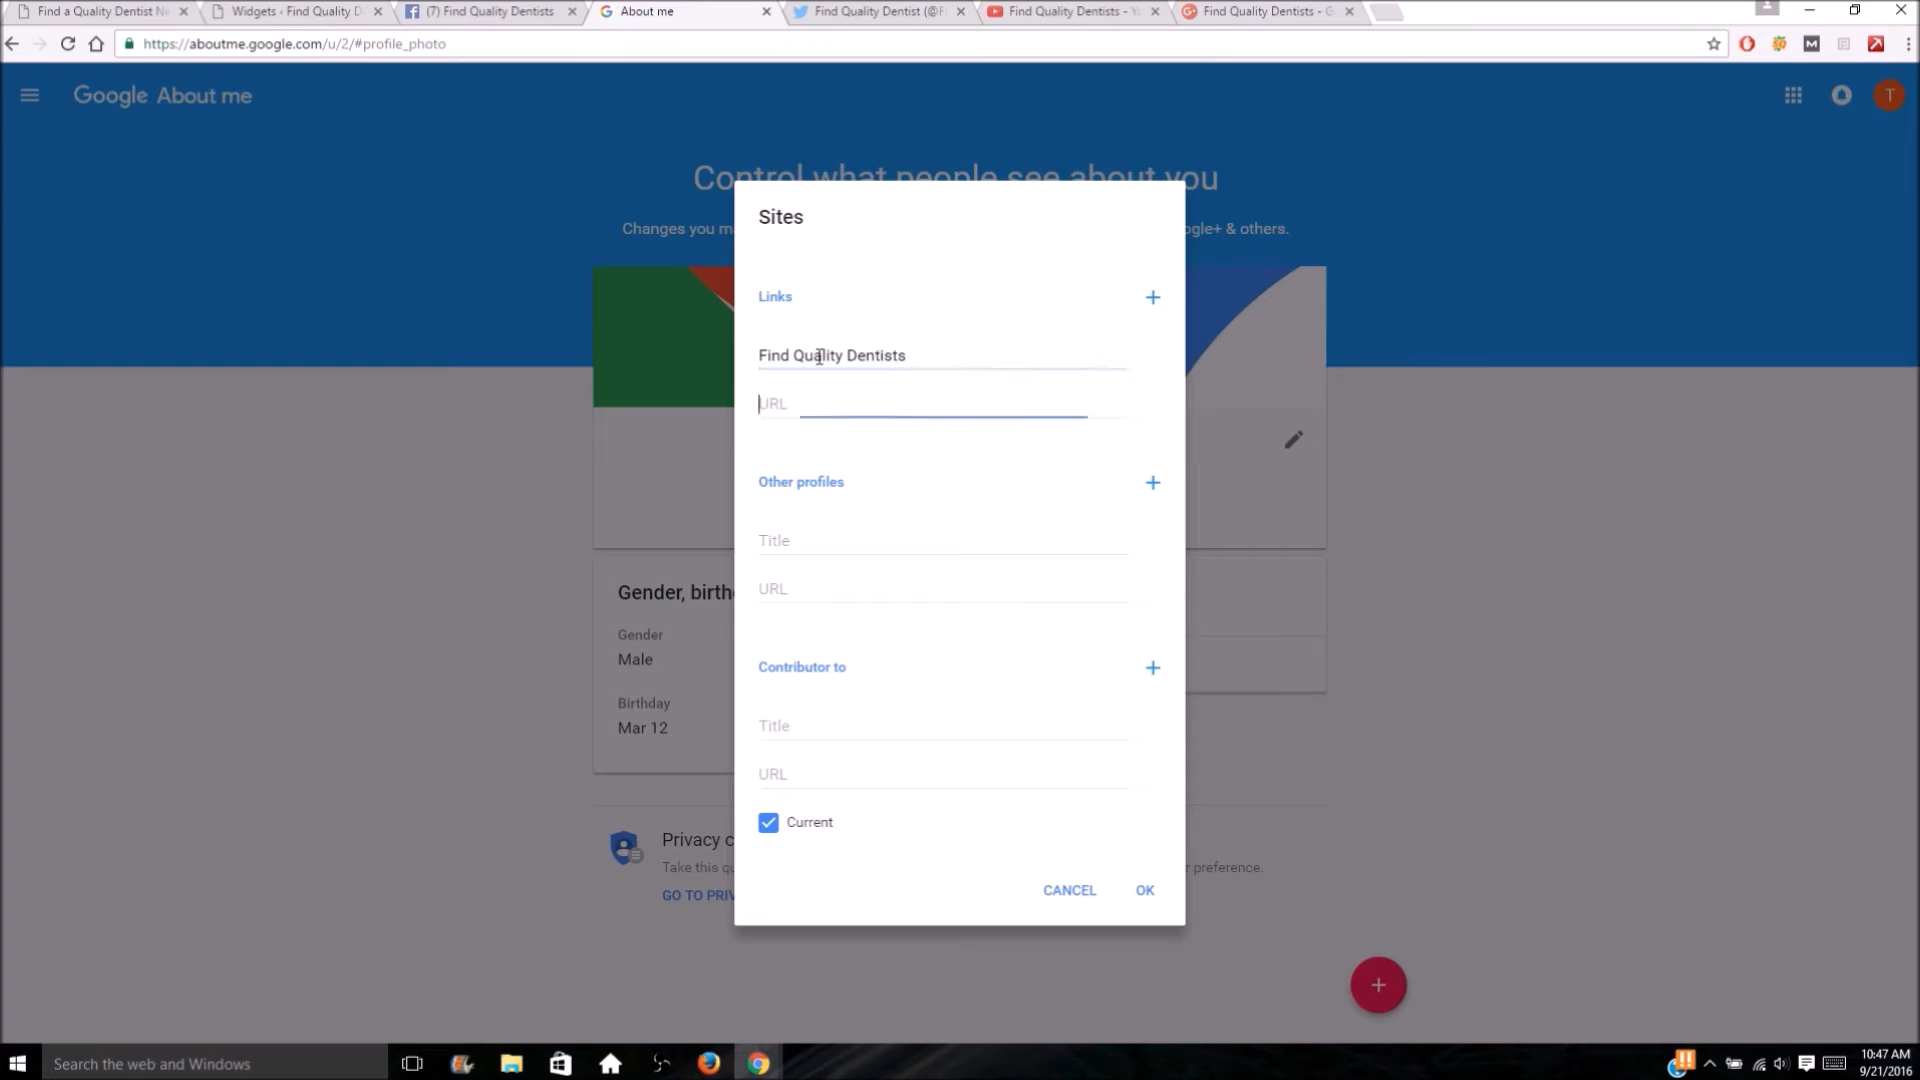 Find a Quality Dentist Ne
Widgets ‹ Find Quality D
(7) Find Quality Dentists
About me
Find Quality Dentist (@F
Find Quality Dentists - Yo
Find Quality Dentists - G
https://aboutme.google.com/u/2/#profile_photo
Google About me
T
Control what people see about you
Changes you m
ogle+ & others.
Sites
Links
Find Quality Dentists
URL
Other profiles
Title
URL
Contributor to
Title
URL
Current
CANCEL
OK
Gender, birth
Gender
Male
Birthday
Mar 12
Privacy c
Take this qu
r preference.
GO TO PRIV
Search the web and Windows
10:47 AM
9/21/2016